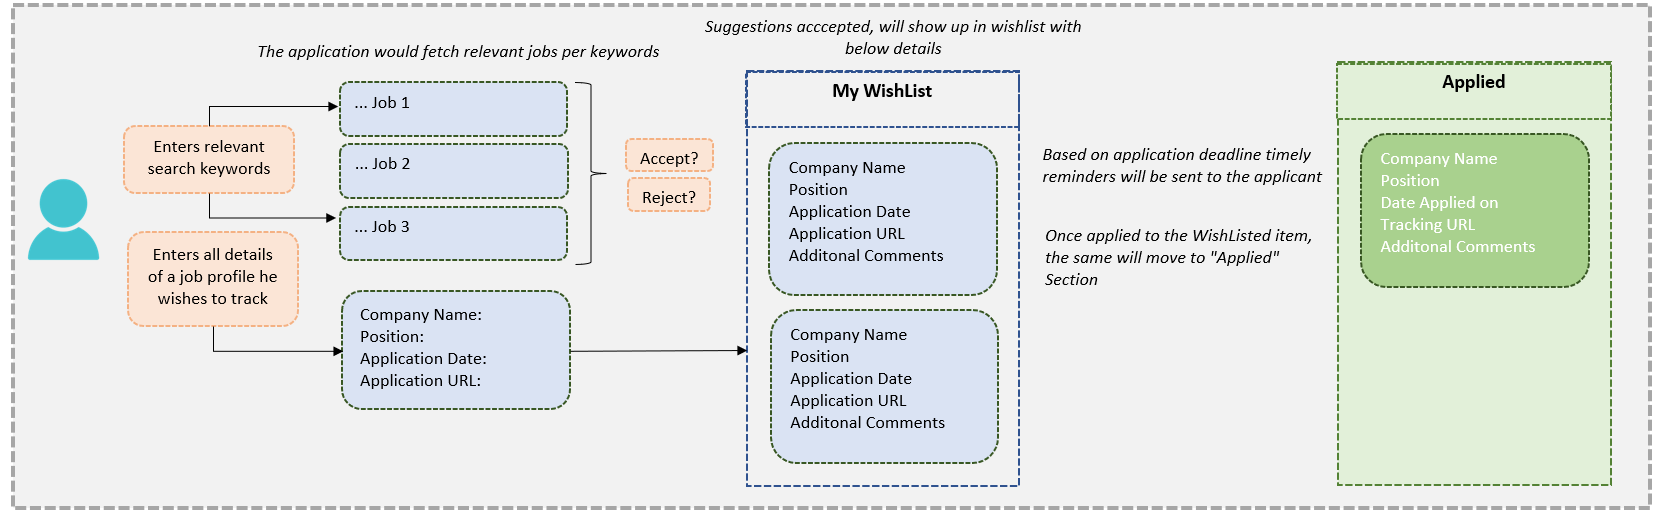 The application would fetch relevant jobs per keywords
Enters relevant
search keywords
... Job 1
... Job 2
... Job 3
Accept?
Reject?
Enters all details
of a job profile he
wishes to track
Company Name:
Position:
Application Date:
Application URL:
Suggestions acccepted, will show up in wishlist with
below details
My WishList
Company Name
Position
Application Date
Application URL
Additonal Comments
Company Name
Position
Application Date
Application URL
Additonal Comments
Based on application deadline timely
reminders will be sent to the applicant
Once applied to the WishListed item,
the same will move to "Applied"
Section
Applied
Company Name
Position
Date Applied on
Tracking URL
Additonal Comments